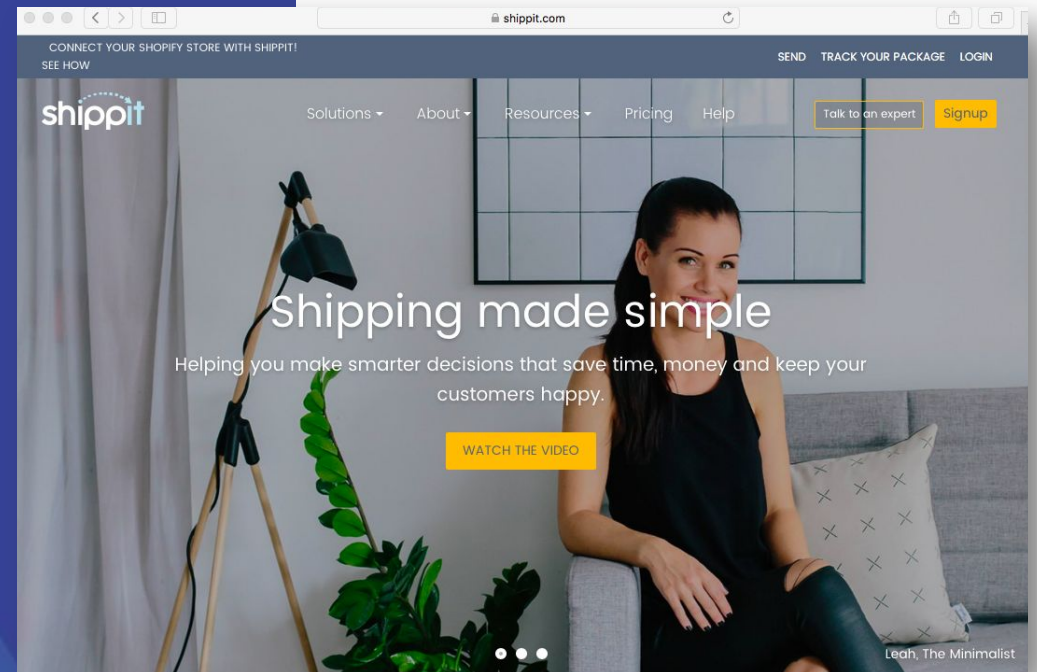 shippit.com
CONNECT YOUR SHOPIFY STORE WITH SHIPPIT!
SEE HOW
SEND TRACK YOUR PACKAGE LOGIN
shippit
Solutions About Resources Pricing Help
Talk to an expert Signup
Shipping made simple
Helping you make smarter decisions that save time, money and keep your
customers happy.
WATCH THE VIDEO
Leah, The Minimalist